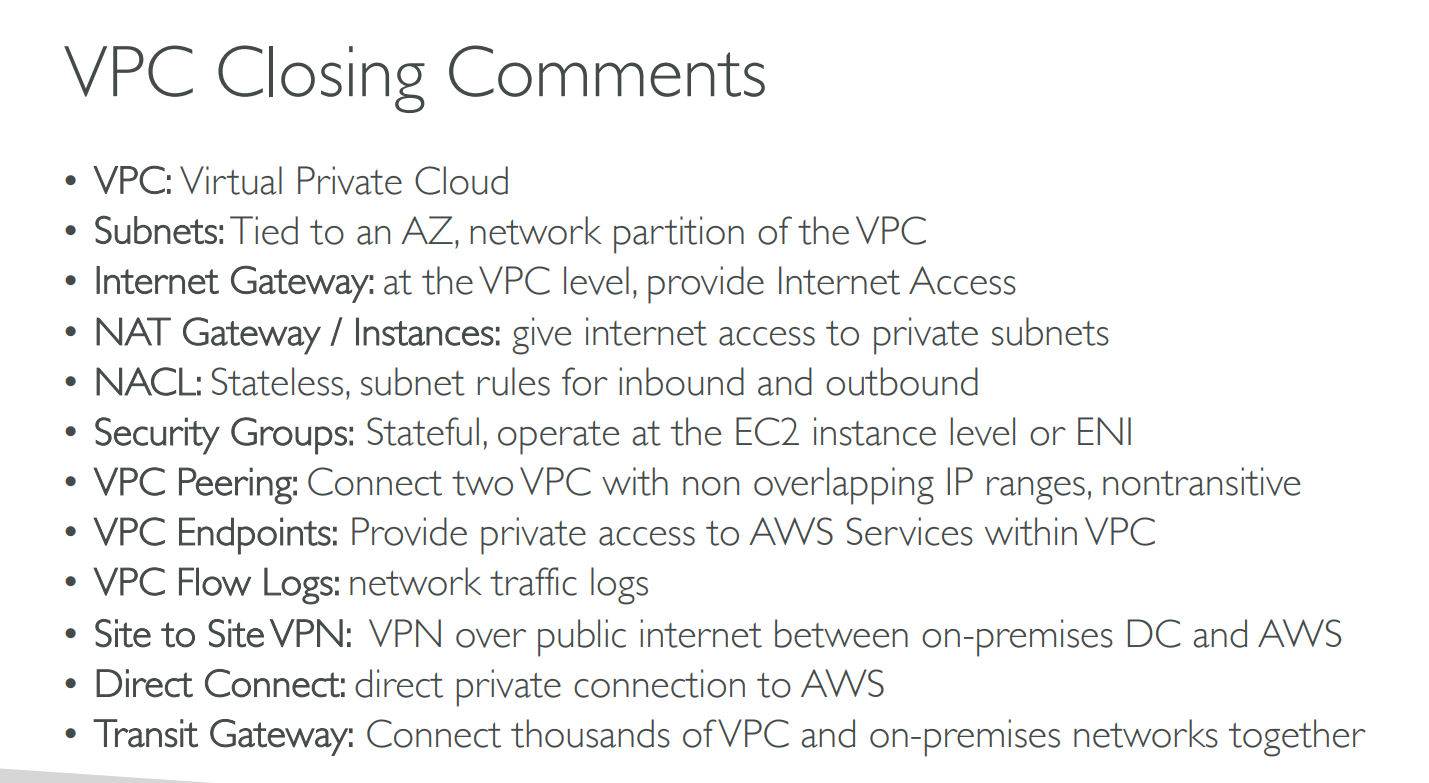 VPC Closing Comments
• VPC: Virtual Private Cloud
• Subnets: Tied to an AZ, network partition of the VPC
• Internet Gateway: at the VPC level, provide Internet Access
• NAT Gateway / Instances: give internet access to private subnets
• NACL: Stateless, subnet rules for inbound and outbound
• Security Groups: Stateful, operate at the EC2 instance level or ENI
• VPC Peering: Connect two VPC with non overlapping IP ranges, nontransitive
• VPC Endpoints: Provide private access to AWS Services within VPC
• VPC Flow Logs: network traffic logs
• Site to Site VPN: VPN over public internet between on-premises DC and AWS
• Direct Connect: direct private connection to AWS
• Transit Gateway: Connect thousands of VPC and on-premises networks together